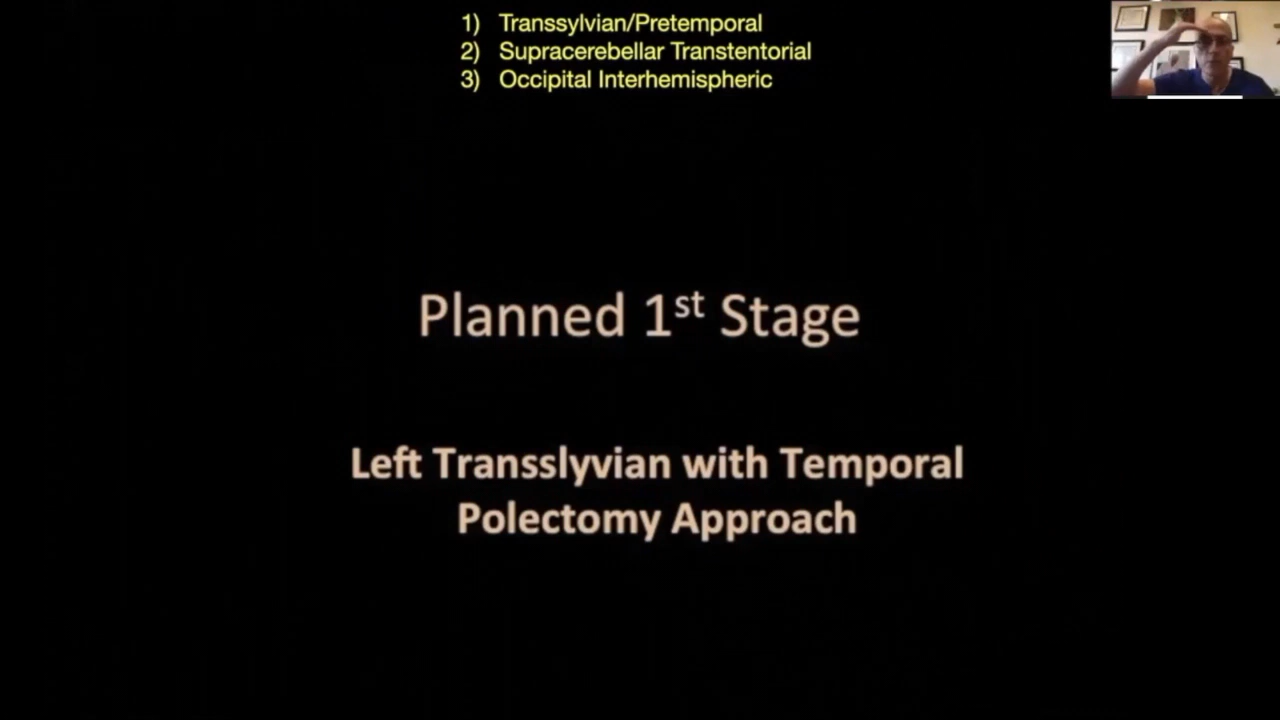 1) Transsylvian/Pretemporal
2) Supracerebellar Transtentorial
3) Occipital Interhemispheric
Planned 1st Stage
Left Transslyvian with Temporal
Polectomy Approach